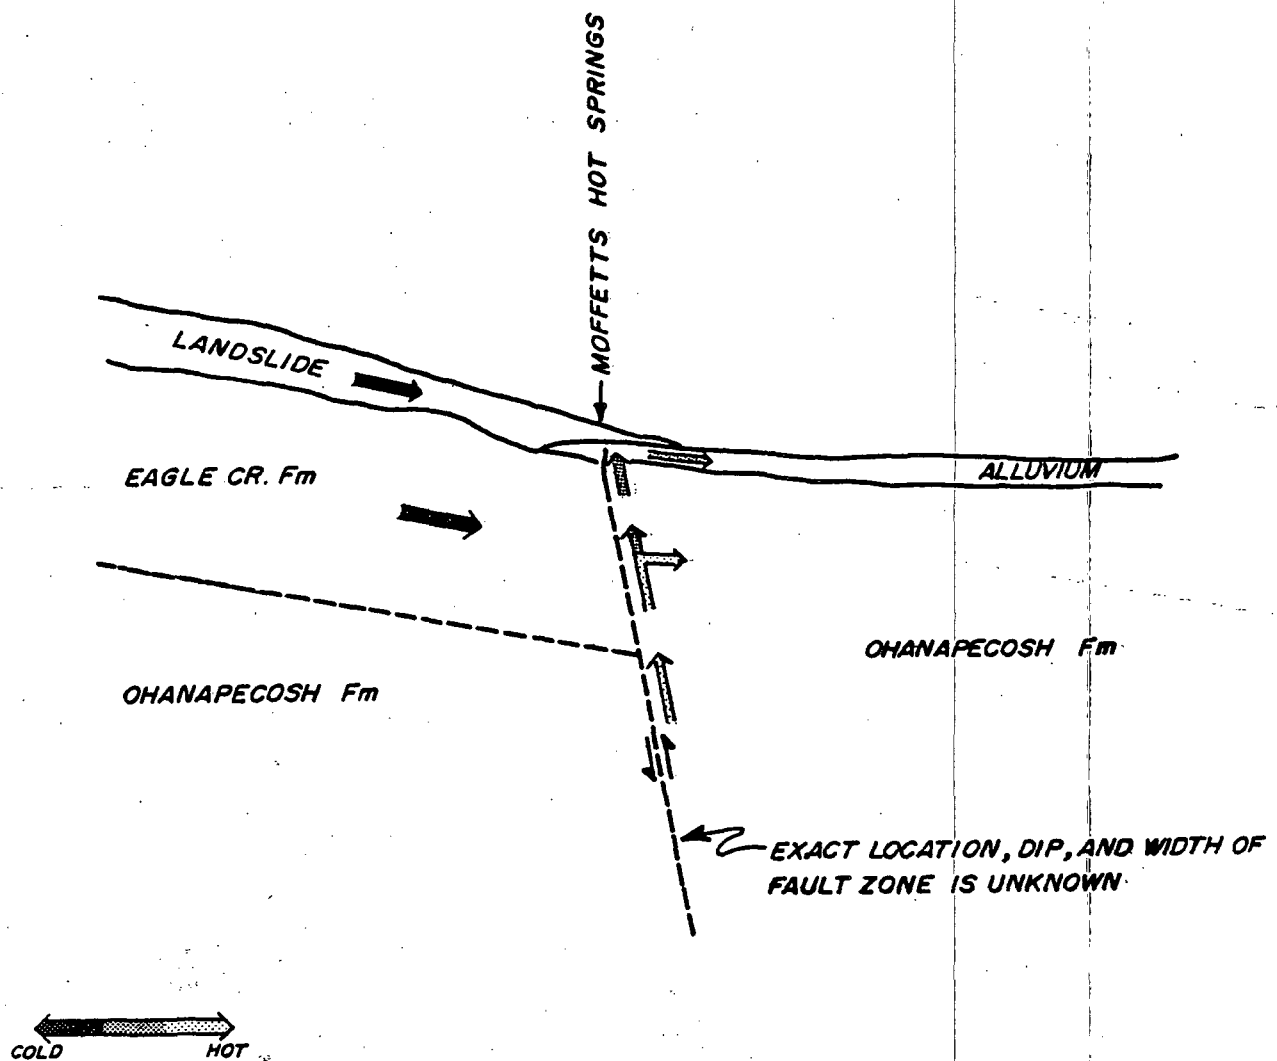 MOFFETTS HOT SPRINGS
LANDSLIDE
EAGLE CR. Fm
ALLUVIUM
OHANAPECOSH Fm
OHANAPECOSH Fm
EXACT LOCATION, DIP, AND WIDTH OF
FAULT ZONE IS UNKNOWN
COLD HOT